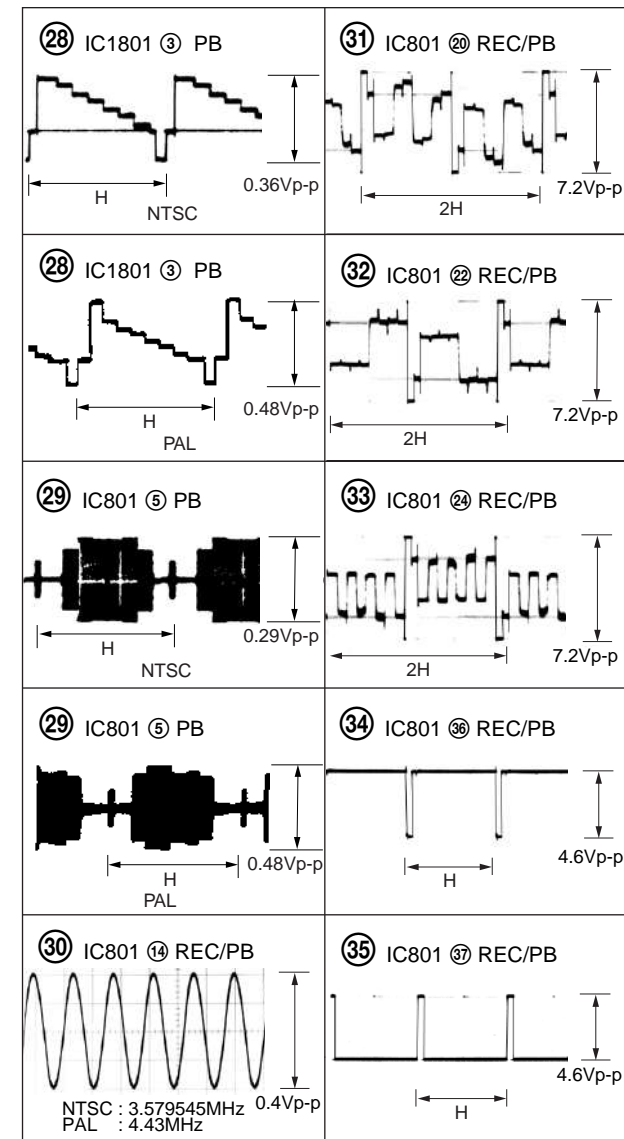 28 IC1801 ③ PB
0.36Vp-p
H
NTSC
28 IC1801 ③ PB
0.48Vp-p
H
PAL
29 IC801 ⑤ PB
0.29Vp-p
H
NTSC
29 IC801 ⑤ PB
0.48Vp-p
H
PAL
30 IC801 ⑭ REC/PB
0.4Vp-p
NTSC : 3.579545MHz
PAL : 4.43MHz
31 IC801 ⑳ REC/PB
7.2Vp-p
2H
32 IC801 ㉒ REC/PB
7.2Vp-p
2H
33 IC801 ㉔ REC/PB
7.2Vp-p
2H
34 IC801 ㊱ REC/PB
4.6Vp-p
H
35 IC801 ㊲ REC/PB
4.6Vp-p
H